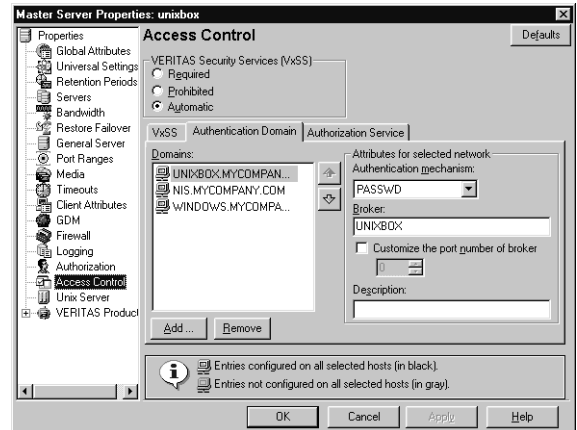 Master Server Properties: unixbox
Properties
Global Attributes
Universal Settings
Retention Periods
Servers
Bandwidth
Restore Failover
General Server
Port Ranges
Media
Timeouts
Client Attributes
GDM
Firewall
Logging
Authorization
Access Control
Unix Server
VERITAS Product
Access Control
Defaults
VERITAS Security Services (VxSS)
Required
Prohibited
Automatic
VxSS Authentication Domain Authorization Service
Domains:
UNIXBOX.MYCOMPAN...
NIS.MYCOMPANY.COM
WINDOWS.MYCOMPA...
Add ... Remove
Attributes for selected network
Authentication mechanism:
PASSWD
Broker:
UNIXBOX
Customize the port number of broker
0
Description:
Entries configured on all selected hosts (in black).
Entries not configured on all selected hosts (in gray).
OK Cancel Apply Help